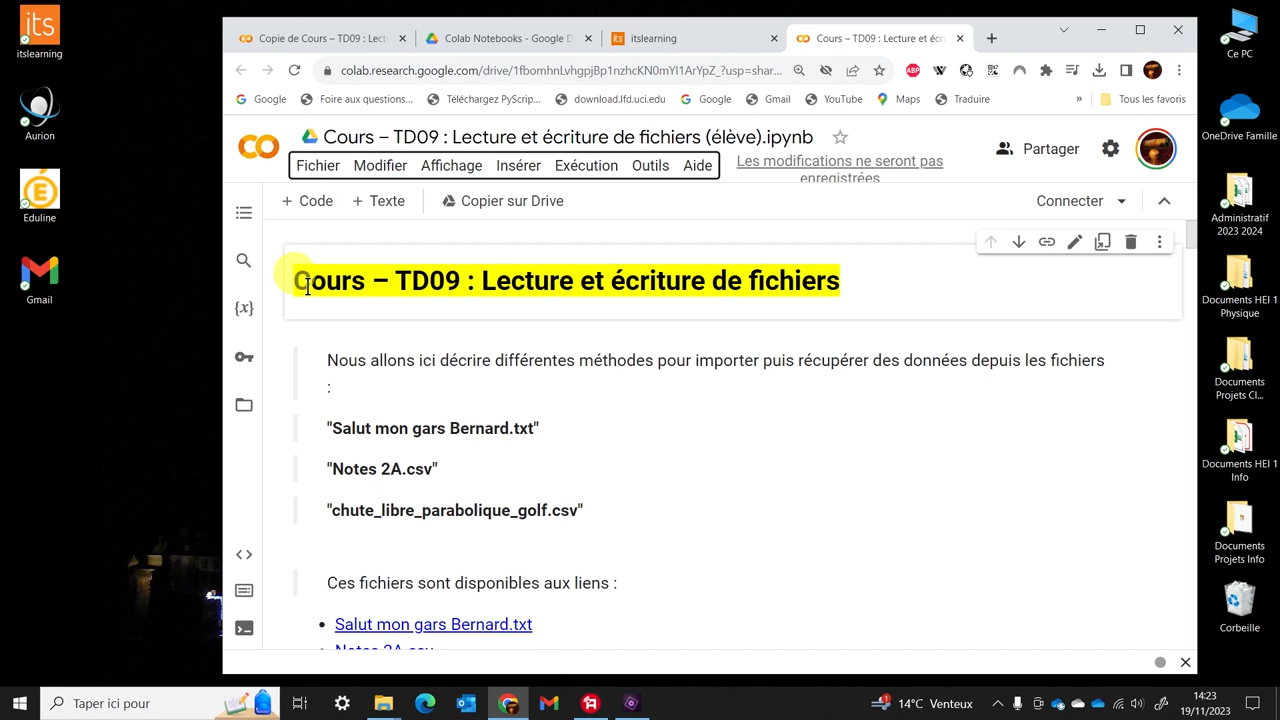 its
itslearning
Aurion
É
Eduline
Gmail
Copie de Cours – TD09 : Lect
Colab Notebooks - Google D
its
itslearning
Cours – TD09 : Lecture et écri
colab.research.google.com/drive/1fbomhnLvhgpjBp1nzhcKN0mYI1ArYpZ_?usp=shar...
ABP
W
Google
Foire aux questions...
Téléchargez PyScrip...
download.lfd.uci.edu
Google
Gmail
YouTube
Maps
Traduire
»
Tous les favoris
Cours – TD09 : Lecture et écriture de fichiers (élève).ipynb
Fichier Modifier Affichage Insérer Exécution Outils Aide
Les modifications ne seront pas
enregistrées
Partager
+ Code + Texte Copier sur Drive
Connecter
{x}
Cours – TD09 : Lecture et écriture de fichiers
Nous allons ici décrire différentes méthodes pour importer puis récupérer des données depuis les fichiers
:
"Salut mon gars Bernard.txt"
"Notes 2A.csv"
"chute_libre_parabolique_golf.csv"
Ces fichiers sont disponibles aux liens :
• Salut mon gars Bernard.txt
• Notes 2A.csv
Ce PC
OneDrive Famille
Administratif
2023 2024
Documents HEI 1
Physique
Documents
Projets CI...
Documents HEI 1
Info
Documents
Projets Info
Corbeille
Taper ici pour
14°C Venteux
14:23
19/11/2023